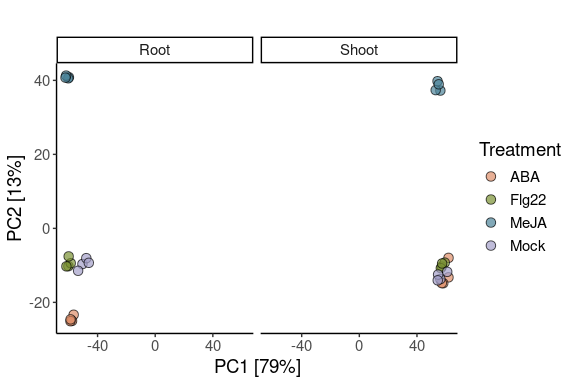 Root
Shoot
40
20
0
-20
PC2 [13%]
-40
0
40
-40
0
40
PC1 [79%]
Treatment
ABA
Flg22
MeJA
Mock